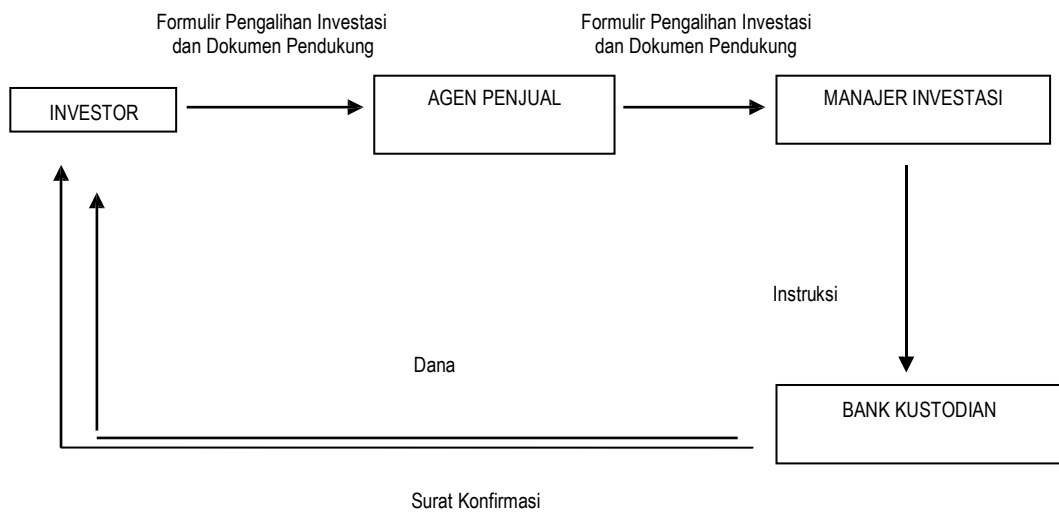 Formulir Pengalihan Investasi
dan Dokumen Pendukung
Formulir Pengalihan Investasi
dan Dokumen Pendukung
INVESTOR
AGEN PENJUAL
MANAJER INVESTASI
Instruksi
Dana
BANK KUSTODIAN
Surat Konfirmasi